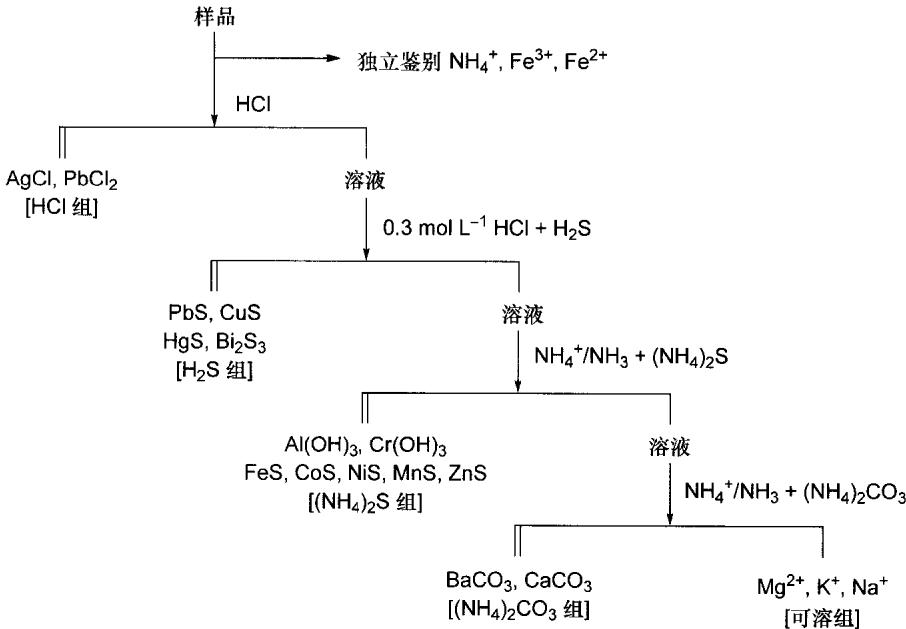 样品
独立鉴别 NH₄⁺, Fe³⁺, Fe²⁺
HCl
AgCl, PbCl₂
[HCl 组]
溶液
0.3 mol L⁻¹ HCl + H₂S
PbS, CuS
HgS, Bi₂S₃
[H₂S 组]
溶液
NH₄⁺/NH₃ + (NH₄)₂S
Al(OH)₃, Cr(OH)₃
FeS, CoS, NiS, MnS, ZnS
[(NH₄)₂S 组]
溶液
NH₄⁺/NH₃ + (NH₄)₂CO₃
BaCO₃, CaCO₃
[(NH₄)₂CO₃ 组]
Mg²⁺, K⁺, Na⁺
[可溶组]